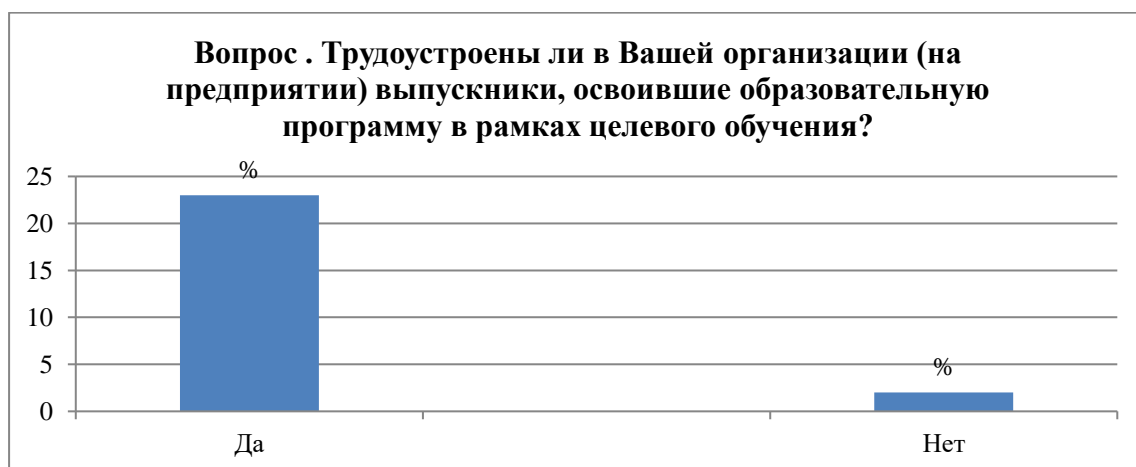 Вопрос . Трудоустроены ли в Вашей организации (на
предприятии) выпускники, освоившие образовательную
программу в рамках целевого обучения?
%
25
20
15
10
5
0
%
Да
Нет